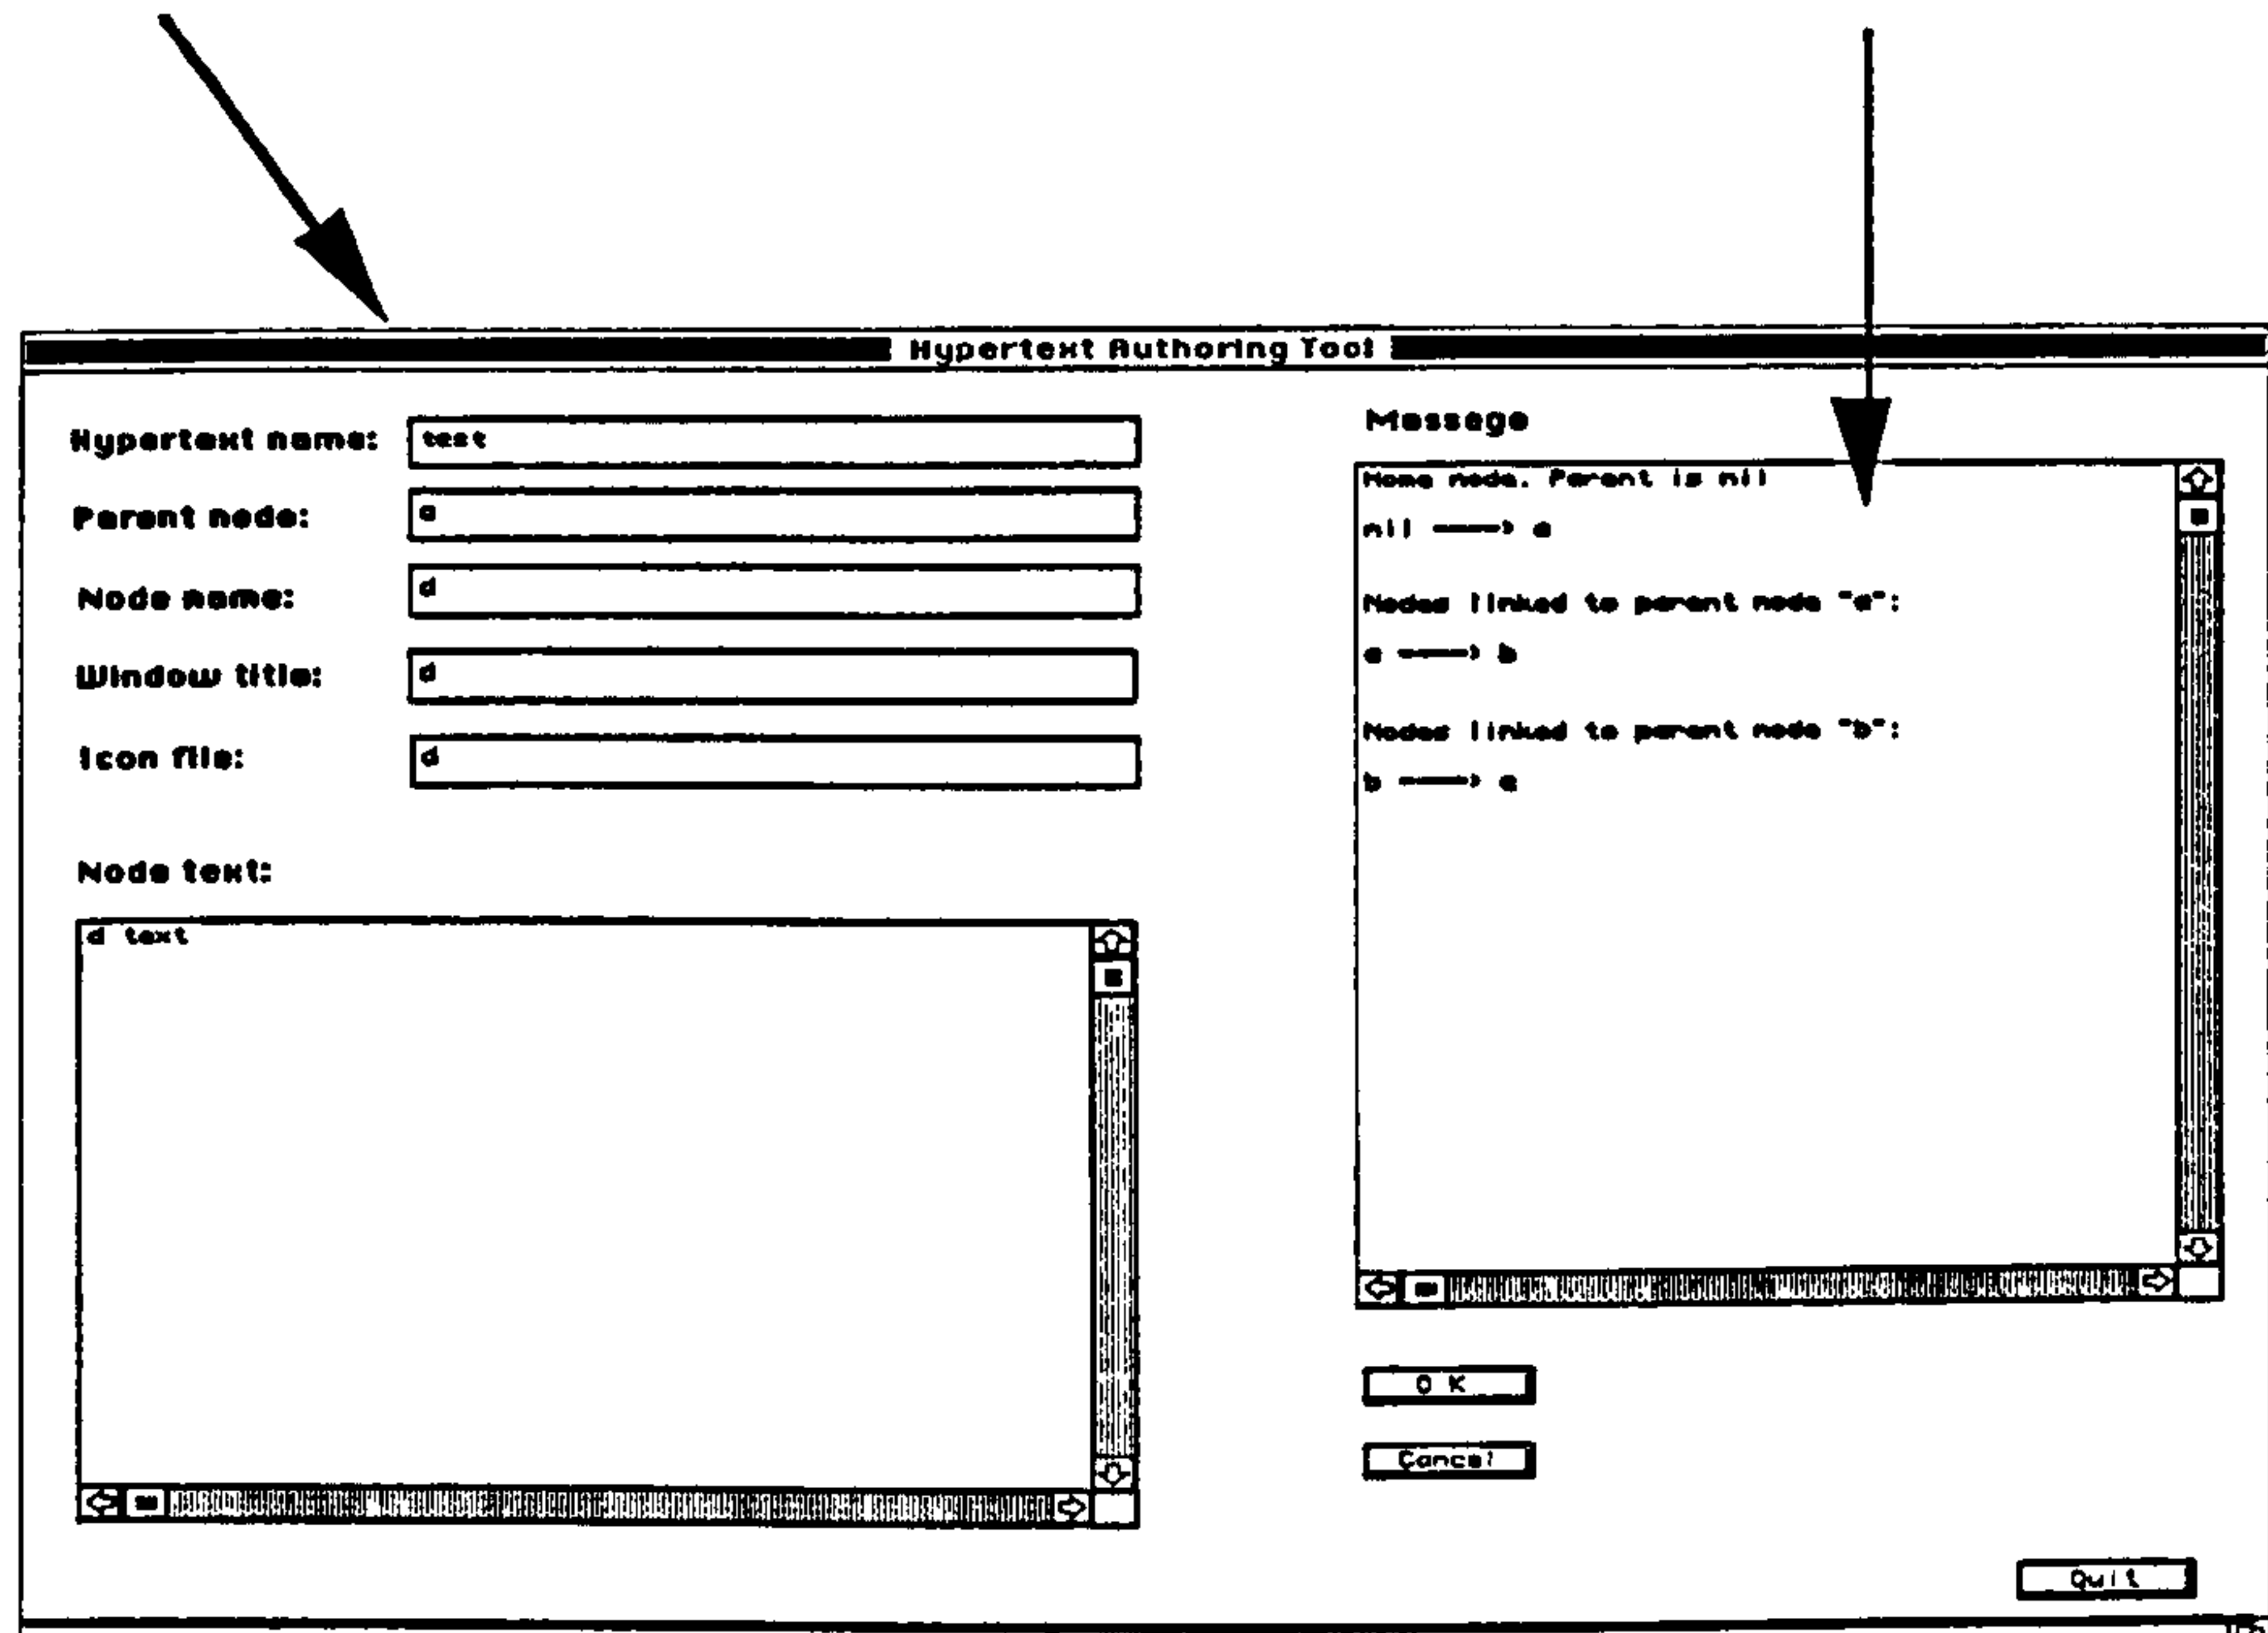 Hypertext Authoring Tool
Hypertext name: test
Parent node: a
Node name: d
Window title: d
Icon file: d
Node text:
d text
Message
Home node. Parent is nil
nil ----> a
Nodes linked to parent node "a":
a ----> b
Nodes linked to parent node "b":
b ----> c
O K
Cancel
Quit